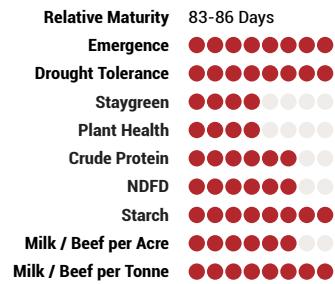 Relative Maturity 83-86 Days
Emergence
Drought Tolerance
Staygreen
Plant Health
Crude Protein
NDFD
Starch
Milk / Beef per Acre
Milk / Beef per Tonne